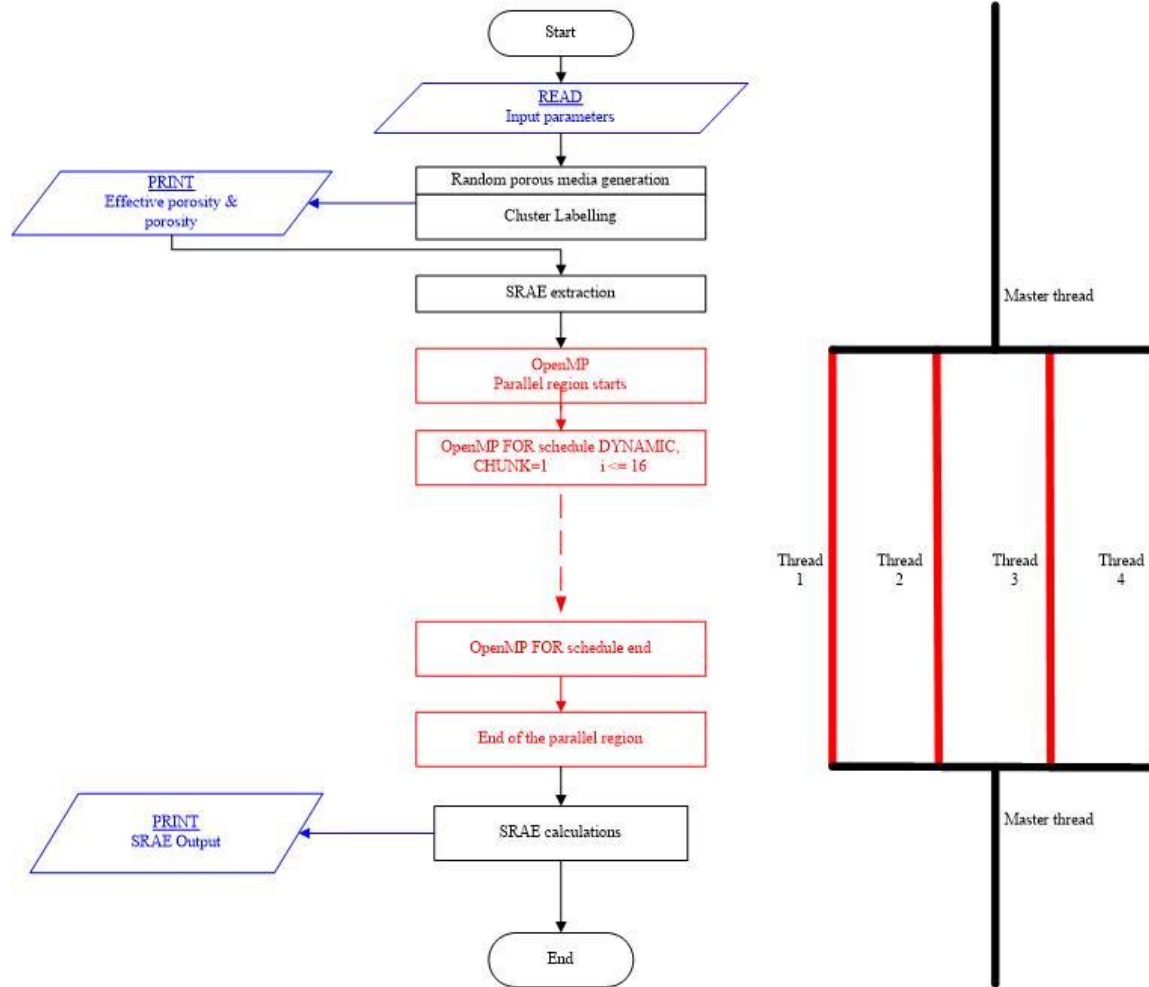 Start
READ
Input parameters
Random porous media generation
Cluster Labelling
PRINT
Effective porosity &
porosity
SRAE extraction
OpenMP
Parallel region starts
OpenMP FOR schedule DYNAMIC,
CHUNK=1 i <= 16
OpenMP FOR schedule end
End of the parallel region
SRAE calculations
PRINT
SRAE Output
End
Master thread
Thread
1
Thread
2
Thread
3
Thread
4
Master thread